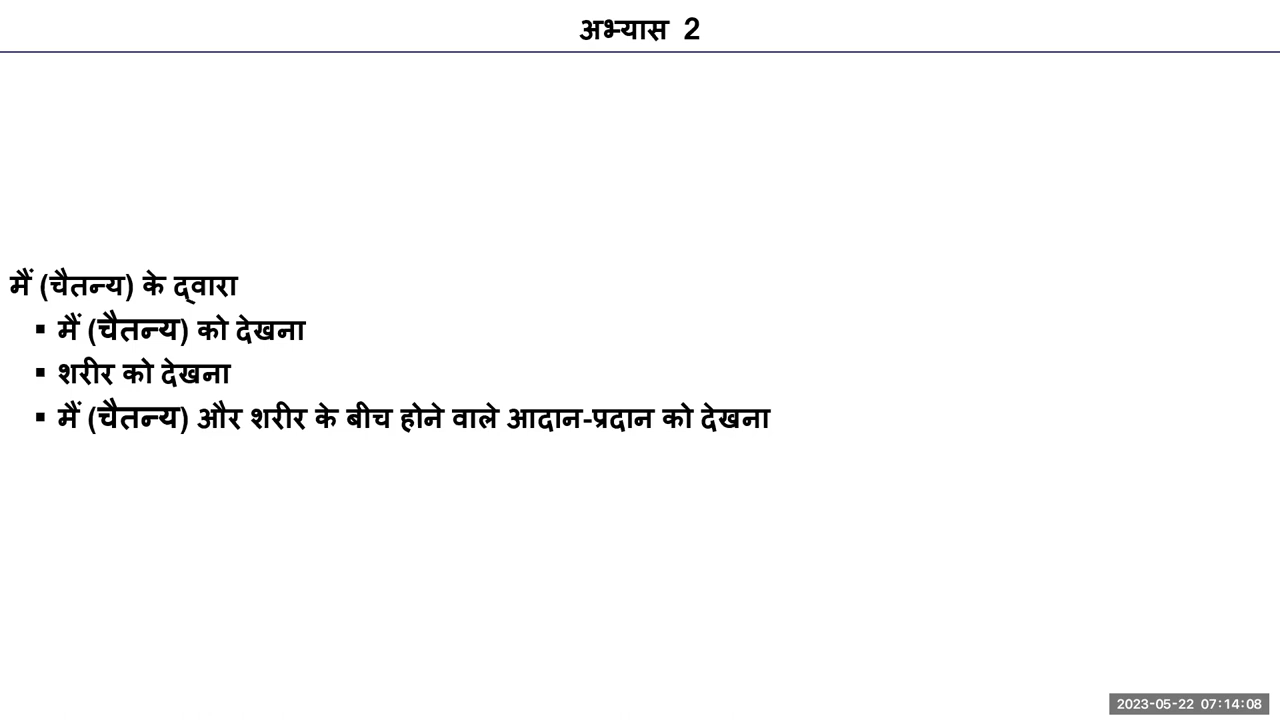 अभ्यास 2
मैं (चैतन्य) के द्वारा
▪ मैं (चैतन्य) को देखना
▪ शरीर को देखना
▪ मैं (चैतन्य) और शरीर के बीच होने वाले आदान-प्रदान को देखना
2023-05-22 07:14:08